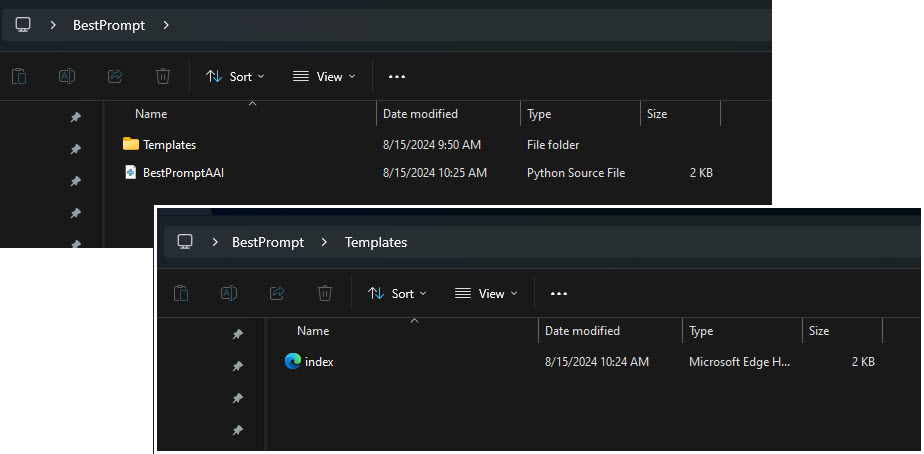 BestPrompt
Sort View
Name Date modified Type Size
Templates 8/15/2024 9:50 AM File folder
BestPromptAAI 8/15/2024 10:25 AM Python Source File 2 KB
BestPrompt Templates
Sort View
Name Date modified Type Size
index 8/15/2024 10:24 AM Microsoft Edge H... 2 KB